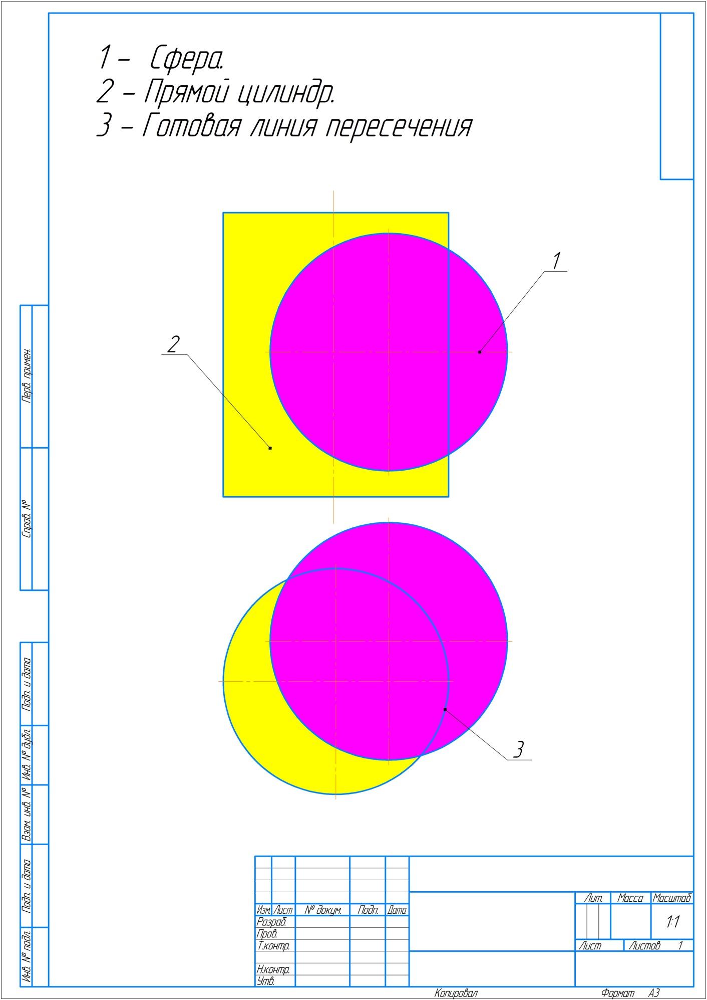 1 – Сфера.
2 – Прямой цилиндр.
3 – Готовая линия пересечения
1
2
3
Перв. примен.
Справ. №
Подп. и дата
Инв. № дубл.
Взам. инв. №
Подп. и дата
Инв. № подл.
Лит. Масса Масштаб
Изм. Лист № докум. Подп. Дата
Разраб.
1:1
Пров.
Т.контр.
Лист Листов 1
Н.контр.
Утв.
Копировал Формат А3